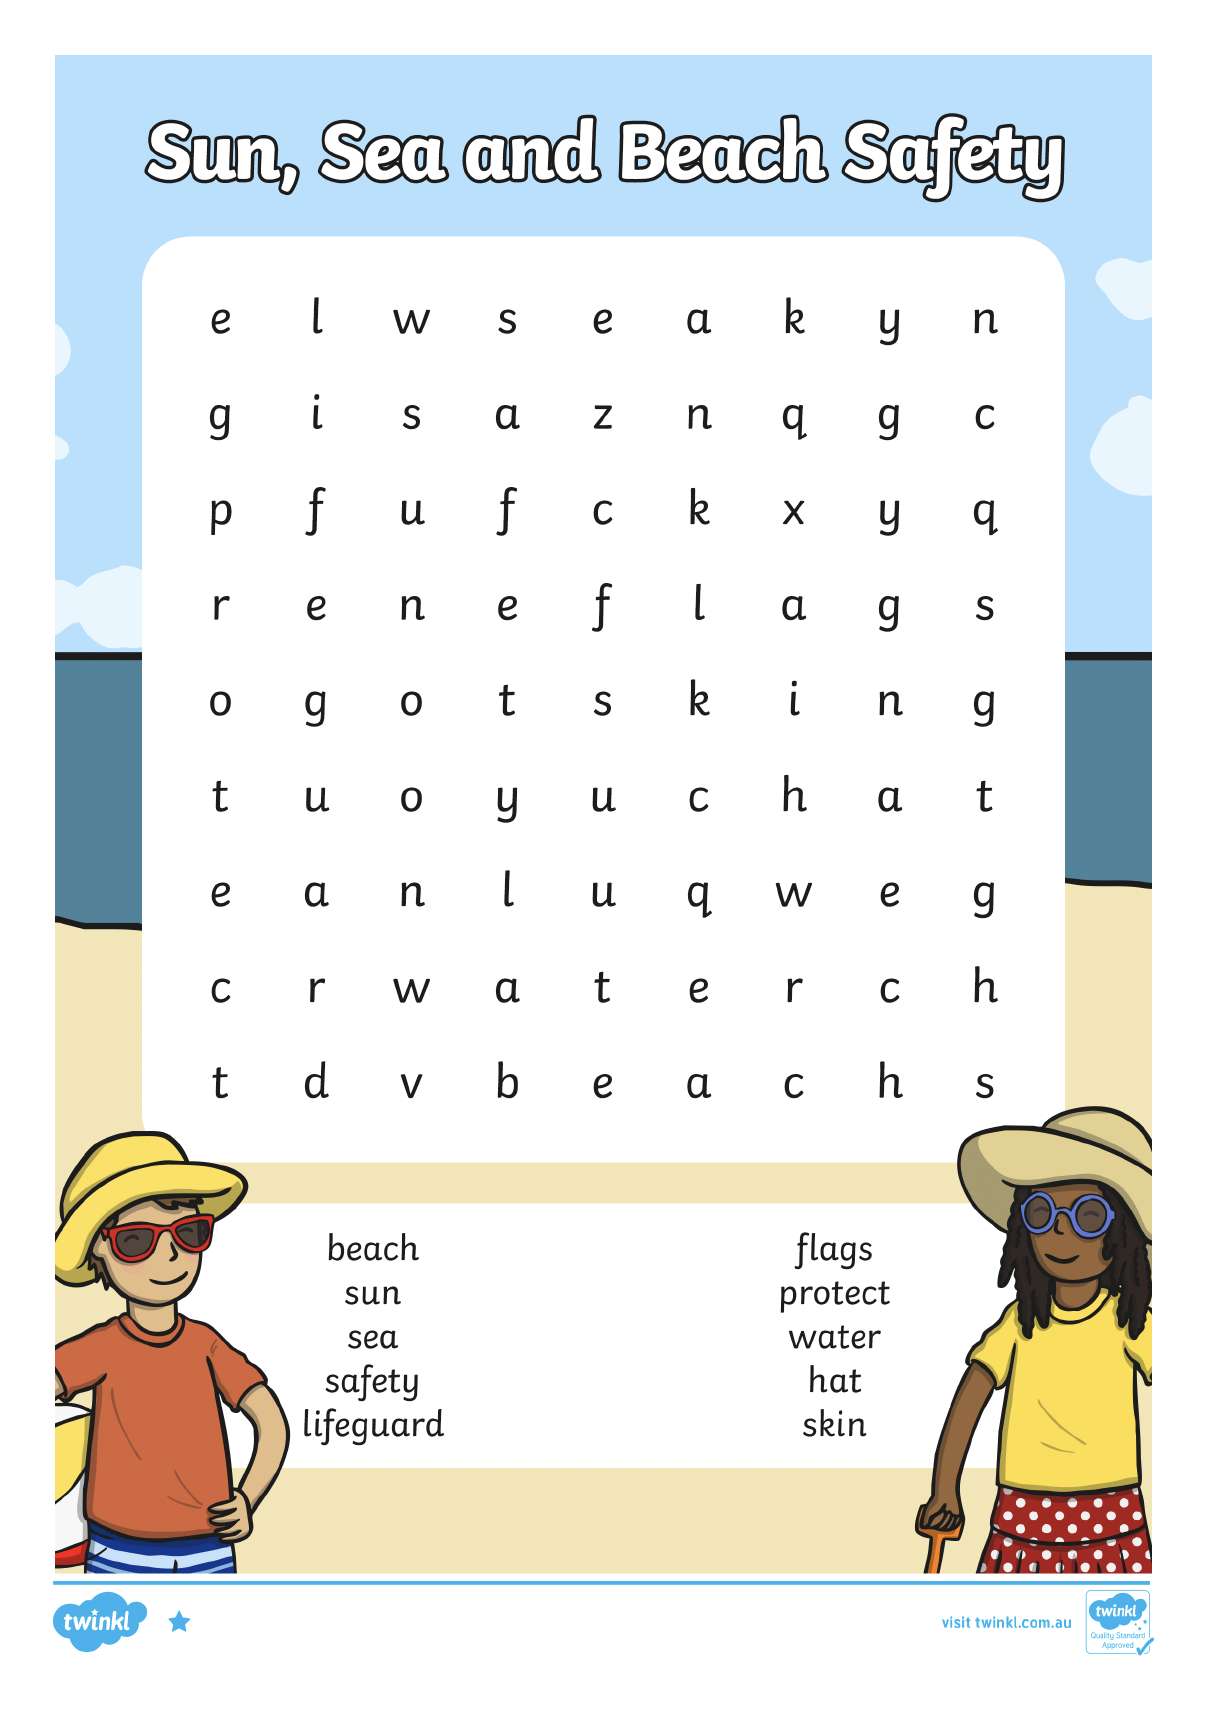 Sun, Sea and Beach Safety
e l w s e a k y n
g i s a z n q g c
p f u f c k x y q
r e n e f l a g s
o g o t s k i n g
t u o y u c h a t
e a n l u q w e g
c r w a t e r c h
t d v b e a c h s
beach
sun
sea
safety
lifeguard
flags
protect
water
hat
skin
twinkl
visit twinkl.com.au
twinkl
Quality Standard
Approved